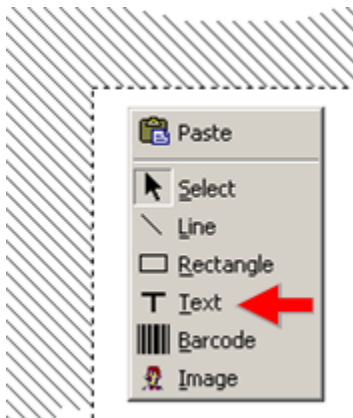 Paste
Select
Line
Rectangle
Text
Barcode
Image